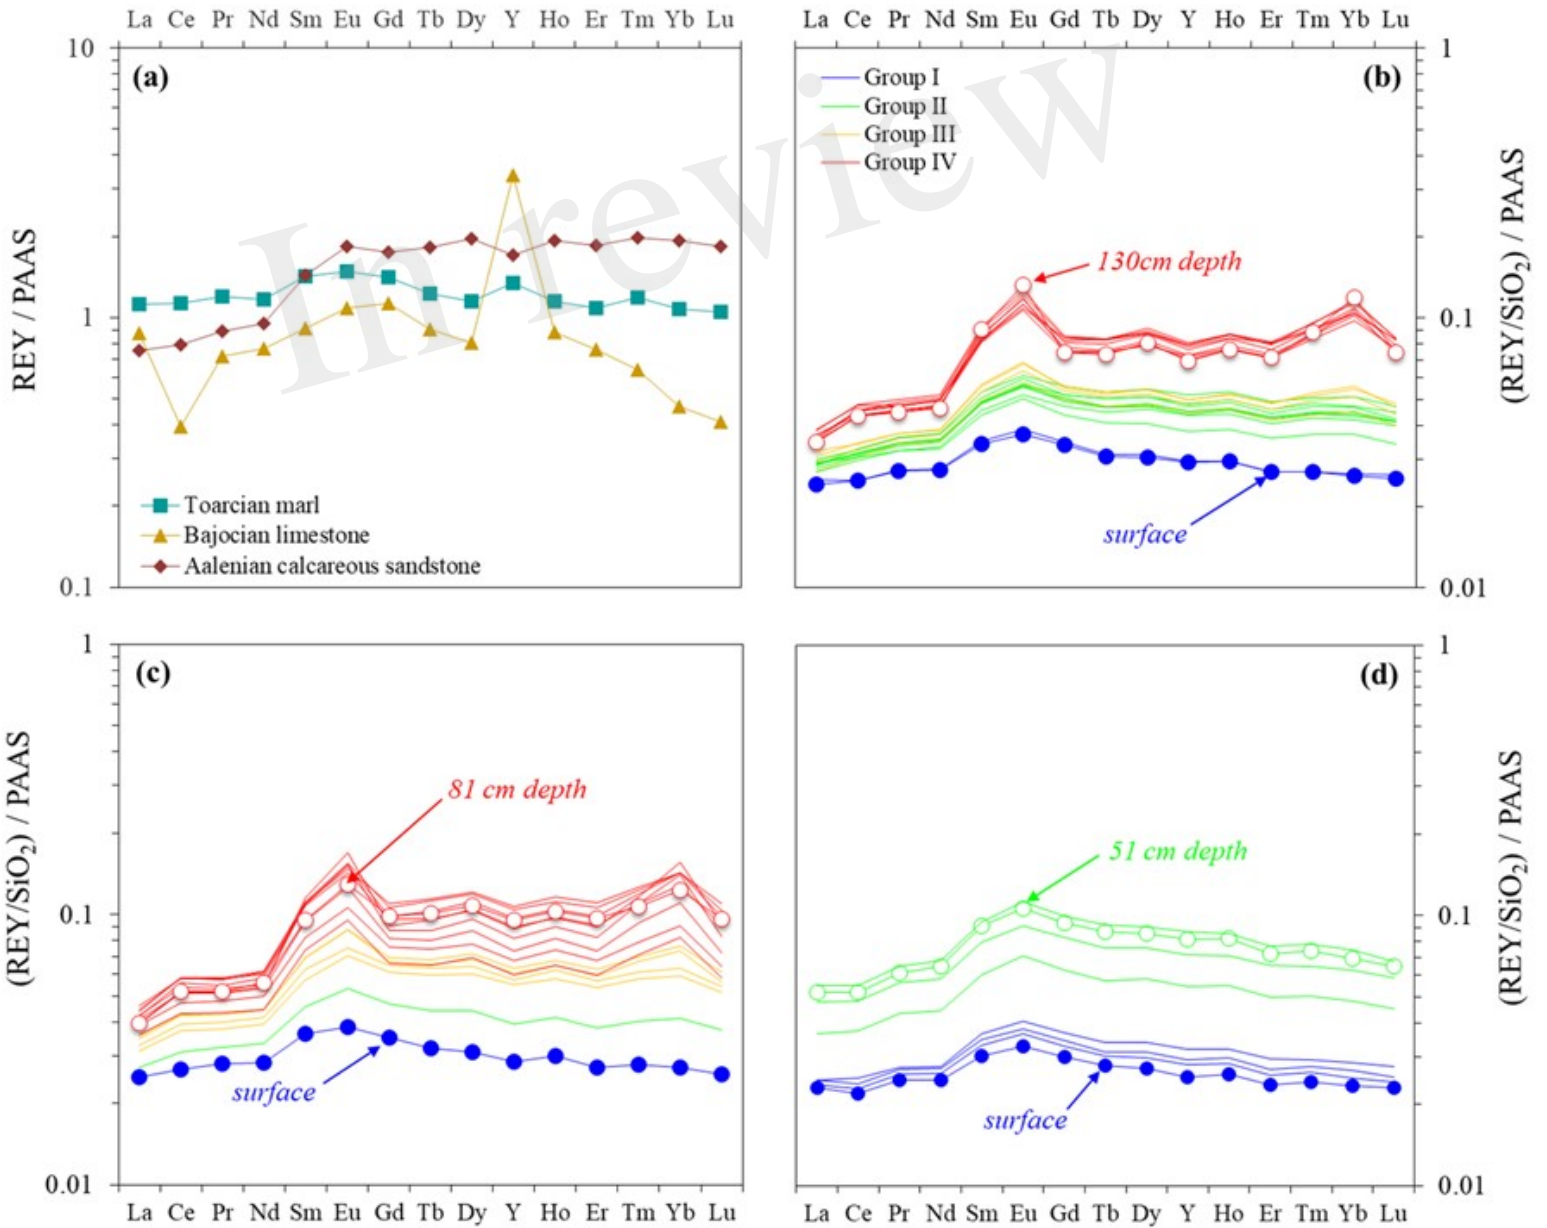 La Ce Pr Nd Sm Eu Gd Tb Dy Y Ho Er Tm Yb Lu
La Ce Pr Nd Sm Eu Gd Tb Dy Y Ho Er Tm Yb Lu
10
1
0.1
REY / PAAS
(a)
Toarcian marl
Bajocian limestone
Aalenian calcareous sandstone
In review
(b)
Group I
Group II
Group III
Group IV
130cm depth
surface
1
0.1
0.01
(REY/SiO₂) / PAAS
1
0.1
0.01
(REY/SiO₂) / PAAS
(c)
81 cm depth
surface
(d)
51 cm depth
surface
1
0.1
0.01
(REY/SiO₂) / PAAS
La Ce Pr Nd Sm Eu Gd Tb Dy Y Ho Er Tm Yb Lu
La Ce Pr Nd Sm Eu Gd Tb Dy Y Ho Er Tm Yb Lu